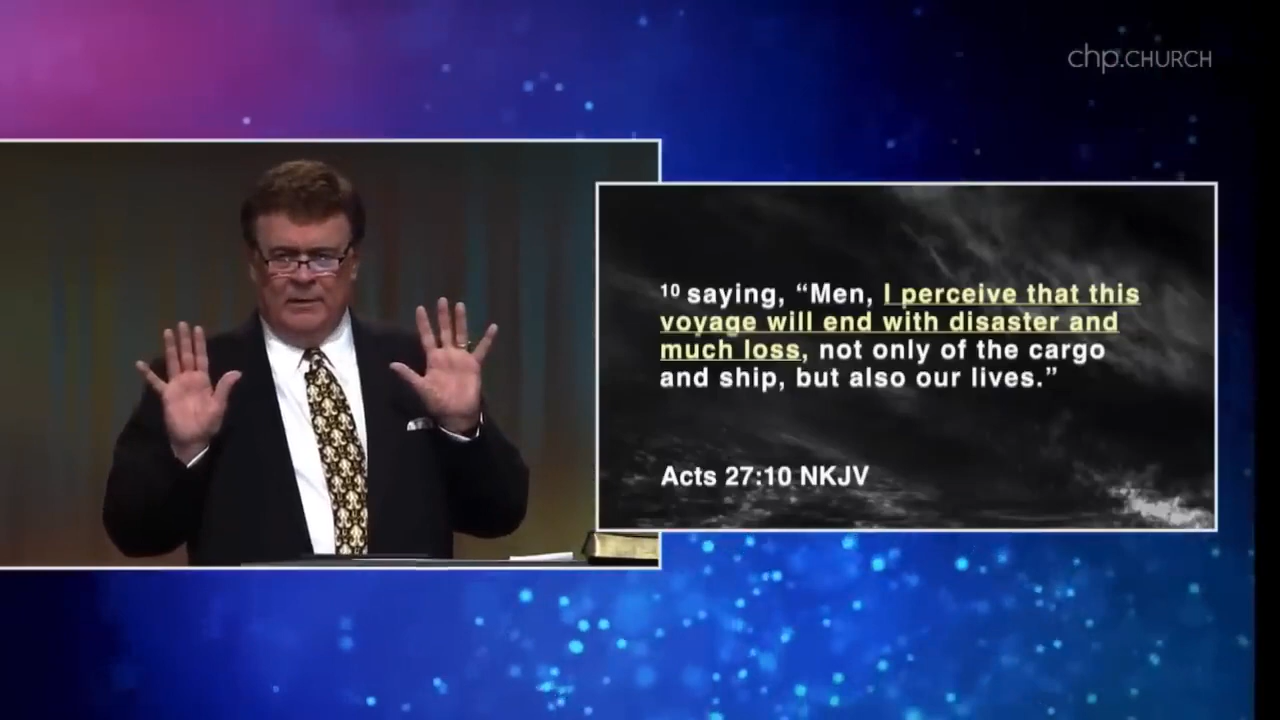 chp.CHURCH
10 saying, “Men, I perceive that this
voyage will end with disaster and
much loss, not only of the cargo
and ship, but also our lives.”
Acts 27:10 NKJV